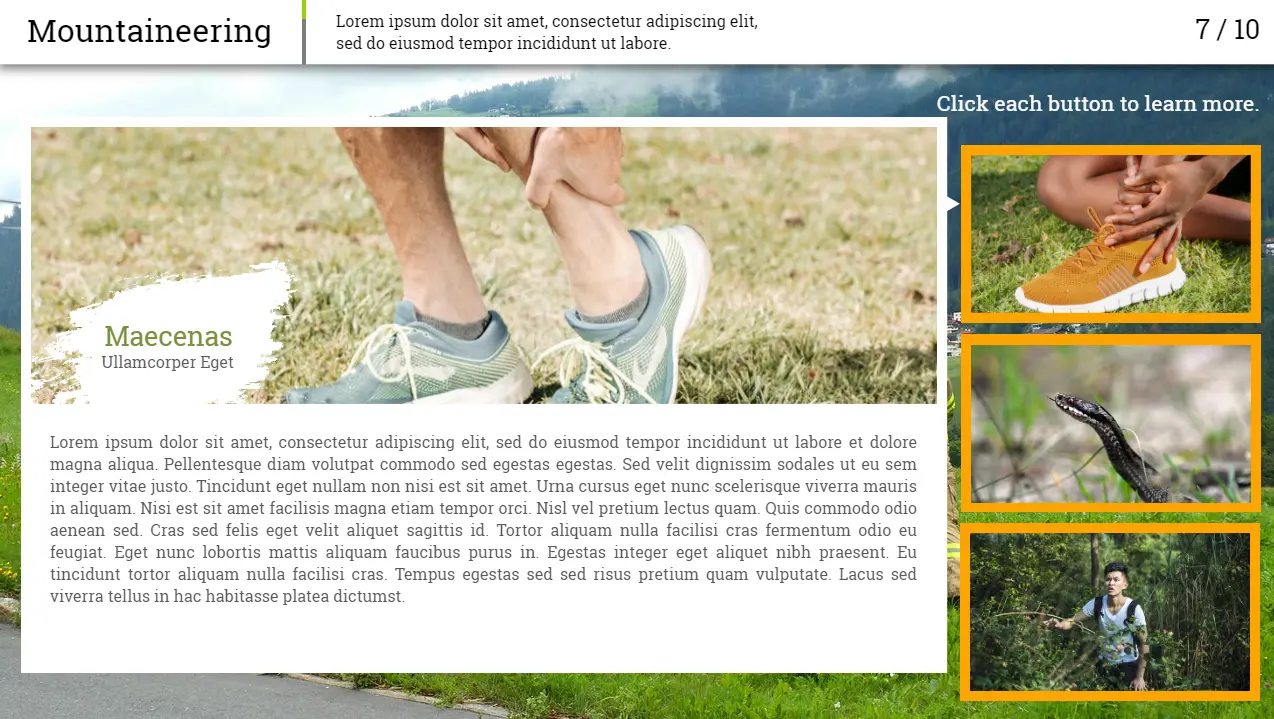 Mountaineering
Lorem ipsum dolor sit amet, consectetur adipiscing elit,
sed do eiusmod tempor incididunt ut labore.
7 / 10
Click each button to learn more.
Maecenas
Ullamcorper Eget
Lorem ipsum dolor sit amet, consectetur adipiscing elit, sed do eiusmod tempor incididunt ut labore et dolore
magna aliqua. Pellentesque diam volutpat commodo sed egestas egestas. Sed velit dignissim sodales ut eu sem
integer vitae justo. Tincidunt eget nullam non nisi est sit amet. Urna cursus eget nunc scelerisque viverra mauris
in aliquam. Nisi est sit amet facilisis magna etiam tempor orci. Nisl vel pretium lectus quam. Quis commodo odio
aenean sed. Cras sed felis eget velit aliquet sagittis id. Tortor aliquam nulla facilisi cras fermentum odio eu
feugiat. Eget nunc lobortis mattis aliquam faucibus purus in. Egestas integer eget aliquet nibh praesent. Eu
tincidunt tortor aliquam nulla facilisi cras. Tempus egestas sed sed risus pretium quam vulputate. Lacus sed
viverra tellus in hac habitasse platea dictumst.